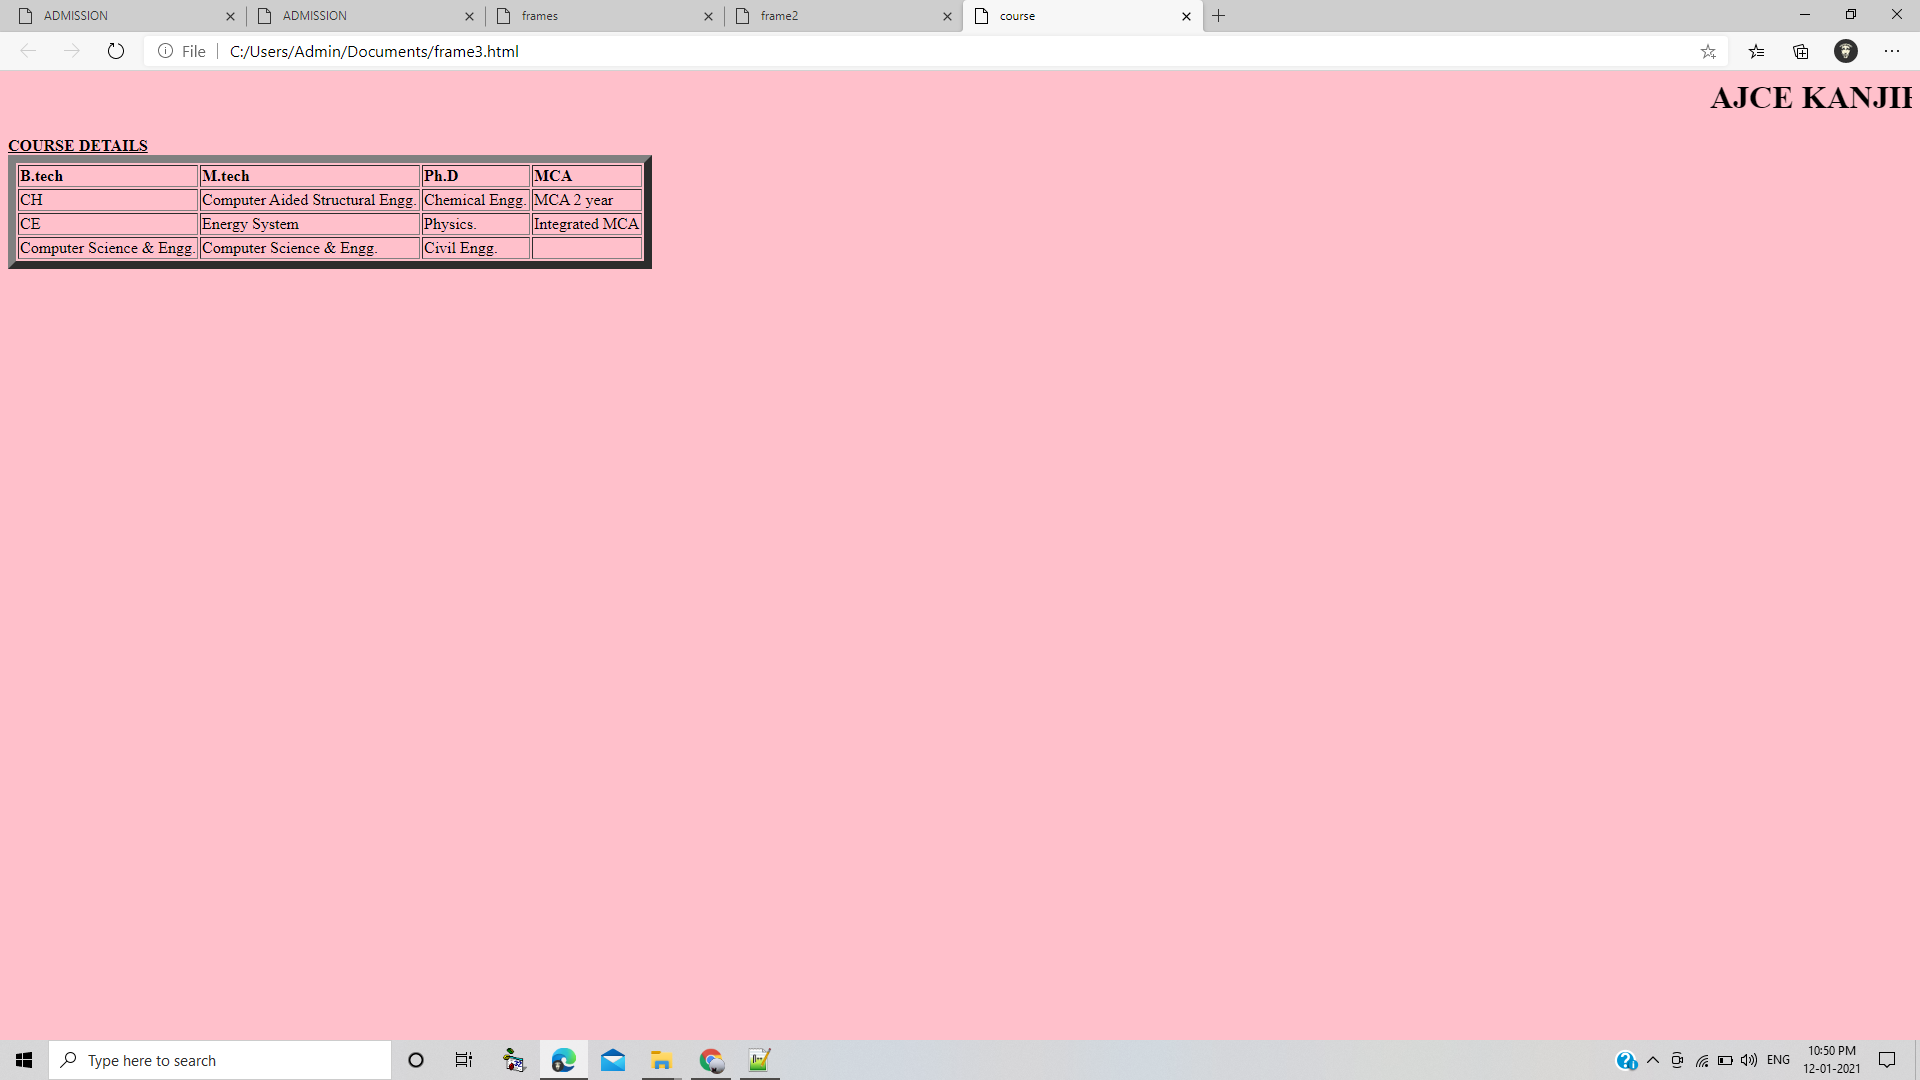 ADMISSION
ADMISSION
frames
frame2
course
File
C:/Users/Admin/Documents/frame3.html
AJCE KANJI
COURSE DETAILS
B.tech M.tech Ph.D MCA
CH Computer Aided Structural Engg. Chemical Engg. MCA 2 year
CE Energy System Physics. Integrated MCA
Computer Science & Engg. Computer Science & Engg. Civil Engg.
Type here to search
ENG
10:50 PM
12-01-2021